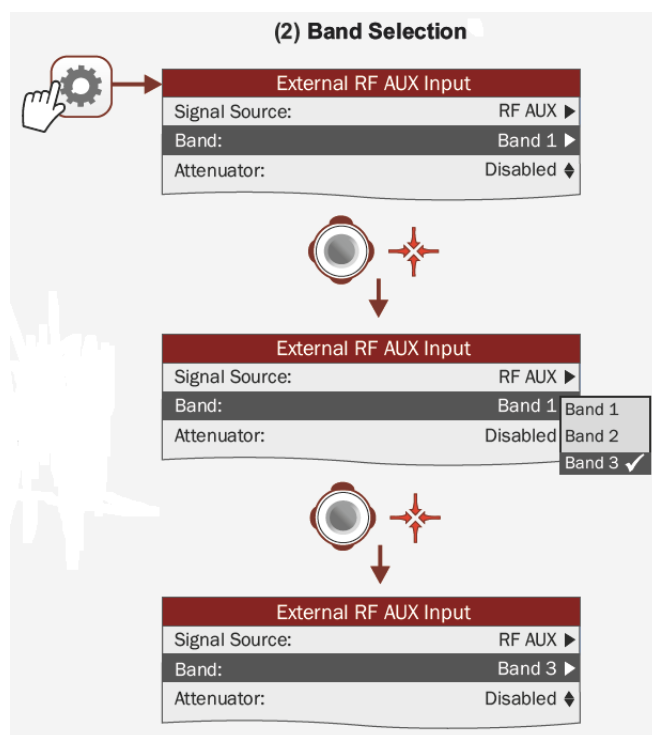 (2) Band Selection
External RF AUX Input
Signal Source: RF AUX ▶
Band: Band 1 ▶
Attenuator: Disabled ♦
External RF AUX Input
Signal Source: RF AUX ▶
Band: Band 1
Band 1
Attenuator: Disabled
Band 2
Band 3 ✓
External RF AUX Input
Signal Source: RF AUX ▶
Band: Band 3 ▶
Attenuator: Disabled ♦